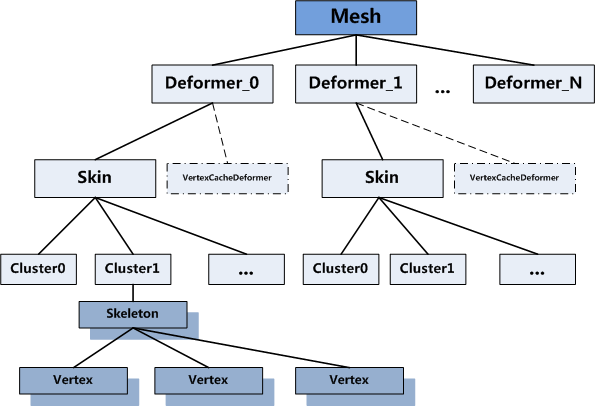 Mesh
Deformer_0
Deformer_1
...
Deformer_N
Skin
VertexCacheDeformer
Skin
VertexCacheDeformer
Cluster0
Cluster1
...
Cluster0
Cluster1
...
Skeleton
Vertex
Vertex
Vertex